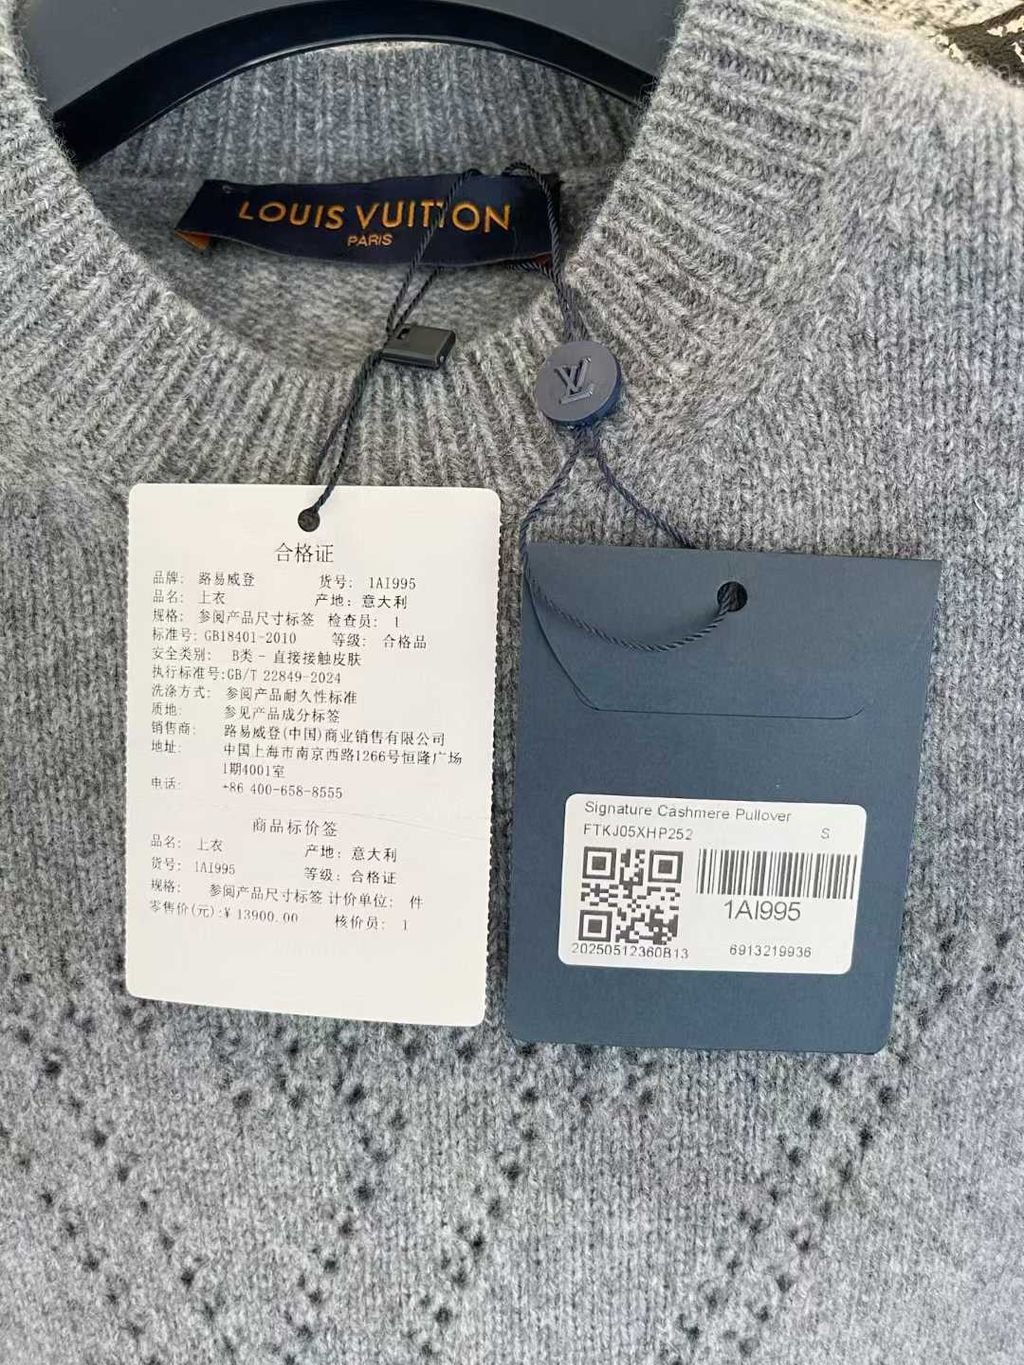 LOUIS VUITTON
PARIS
合格证
品牌: 路易威登 货号: 1AI995
品名: 上衣 产地: 意大利
规格: 参阅产品尺寸标签 检查员: 1
标准号: GB18401-2010 等级: 合格品
安全类别: B类 - 直接接触皮肤
执行标准号:GB/T 22849-2024
洗涤方式: 参阅产品耐久性标准
质地: 参见产品成分标签
销售商: 路易威登(中国)商业销售有限公司
地址: 中国上海市南京西路1266号恒隆广场
1期4001室
电话: +86 400-658-8555
商品标价签
品名: 上衣 产地: 意大利
货号: 1AI995 等级: 合格证
规格: 参阅产品尺寸标签 计价单位: 件
零售价(元):¥ 13900.00 核价员: 1
LV
Signature Cashmere Pullover
FTKJ05XHP252 S
1AI995
20250512360B13 6913219936